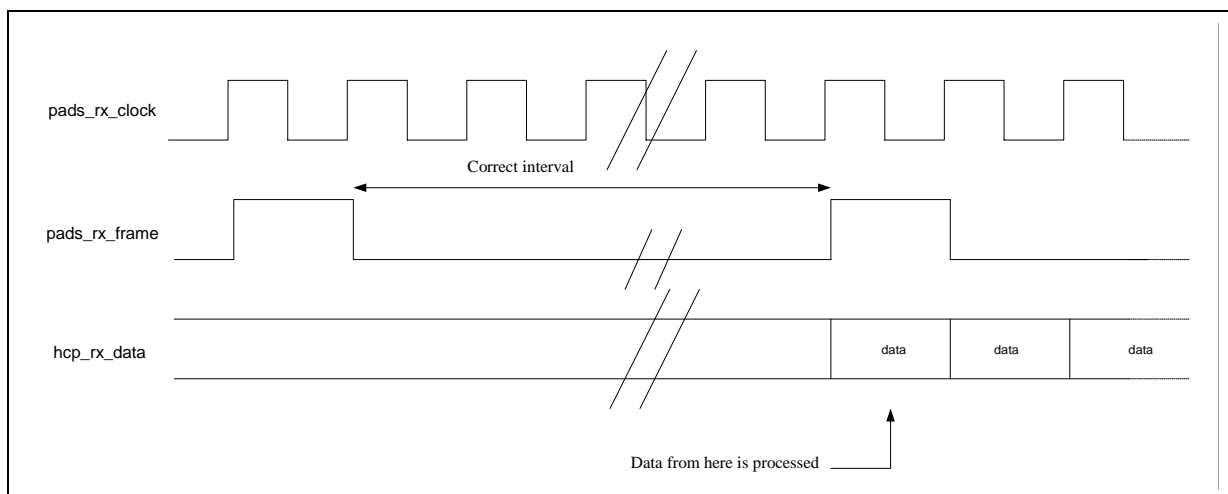 pads_rx_clock
Correct interval
pads_rx_frame
hcp_rx_data
data
data
data
Data from here is processed